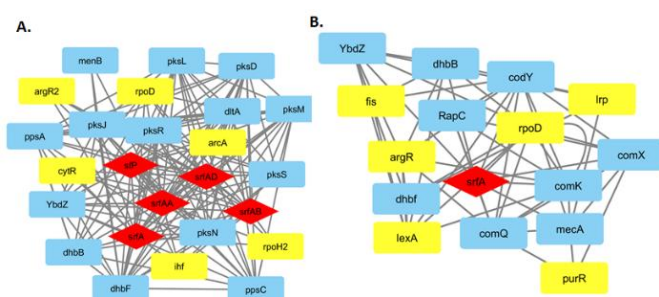 A.
B.
menB
pksL
pksD
argR2
rpoD
dltA
pksM
ppsA
pksJ
pksR
arcA
cytR
sfP
srfAD
pksS
YbdZ
srfAA
srfAB
srfA
pksN
dhbB
rpoH2
ihf
dhbF
ppsC
YbdZ
dhbB
codY
fis
lrp
RapC
rpoD
argR
comX
srfA
comK
dhbf
lexA
comQ
mecA
purR